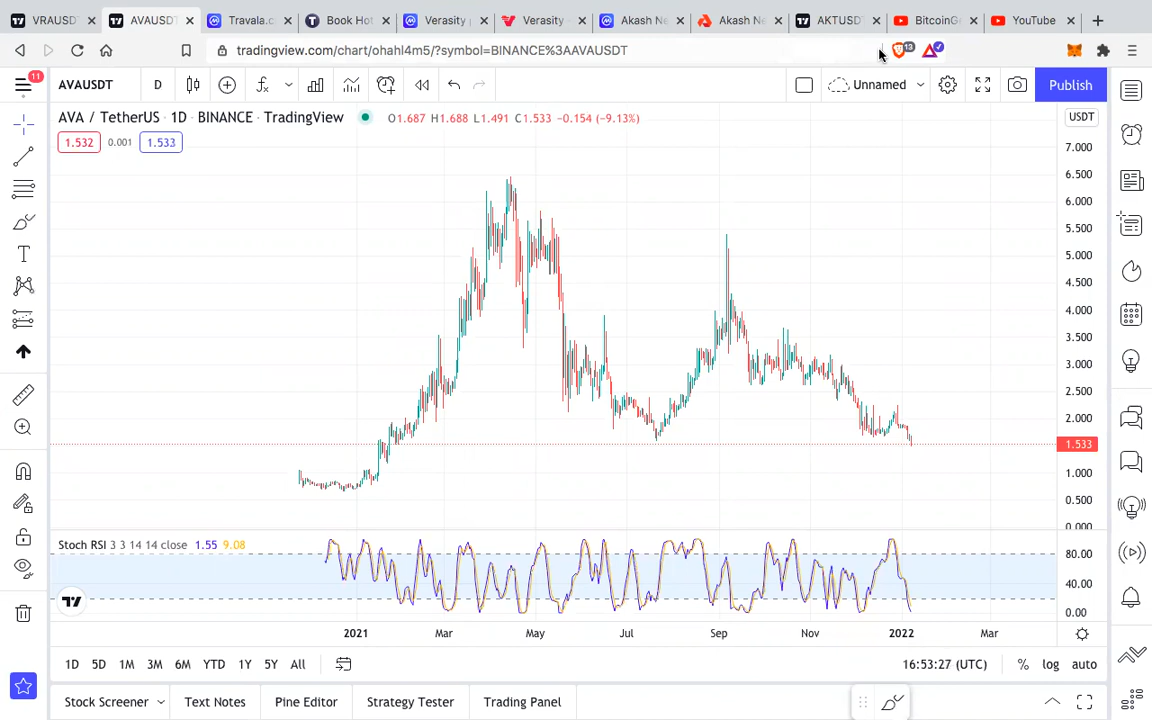 VRAUSD
AVAUSDT
Travala.c
Book Hot
Verasity p
Verasity -
Akash Ne
Akash Ne
AKTUSD
BitcoinGe
YouTube
tradingview.com/chart/ohahl4m5/?symbol=BINANCE%3AAVAUSDT
13
11
AVAUSDT
D
Unnamed
Publish
AVA / TetherUS · 1D · BINANCE · TradingView
O1.687 H1.688 L1.491 C1.533 -0.154 (-9.13%)
USDT
1.532
0.001
1.533
7.000
6.500
6.000
5.500
5.000
4.500
4.000
3.500
3.000
2.500
2.000
1.533
1.000
0.500
0.000
Stoch RSI 3 3 14 14 close 1.55 9.08
80.00
40.00
0.00
2021
Mar
May
Jul
Sep
Nov
2022
Mar
1D
5D
1M
3M
6M
YTD
1Y
5Y
All
16:53:27 (UTC)
%
log
auto
Stock Screener
Text Notes
Pine Editor
Strategy Tester
Trading Panel